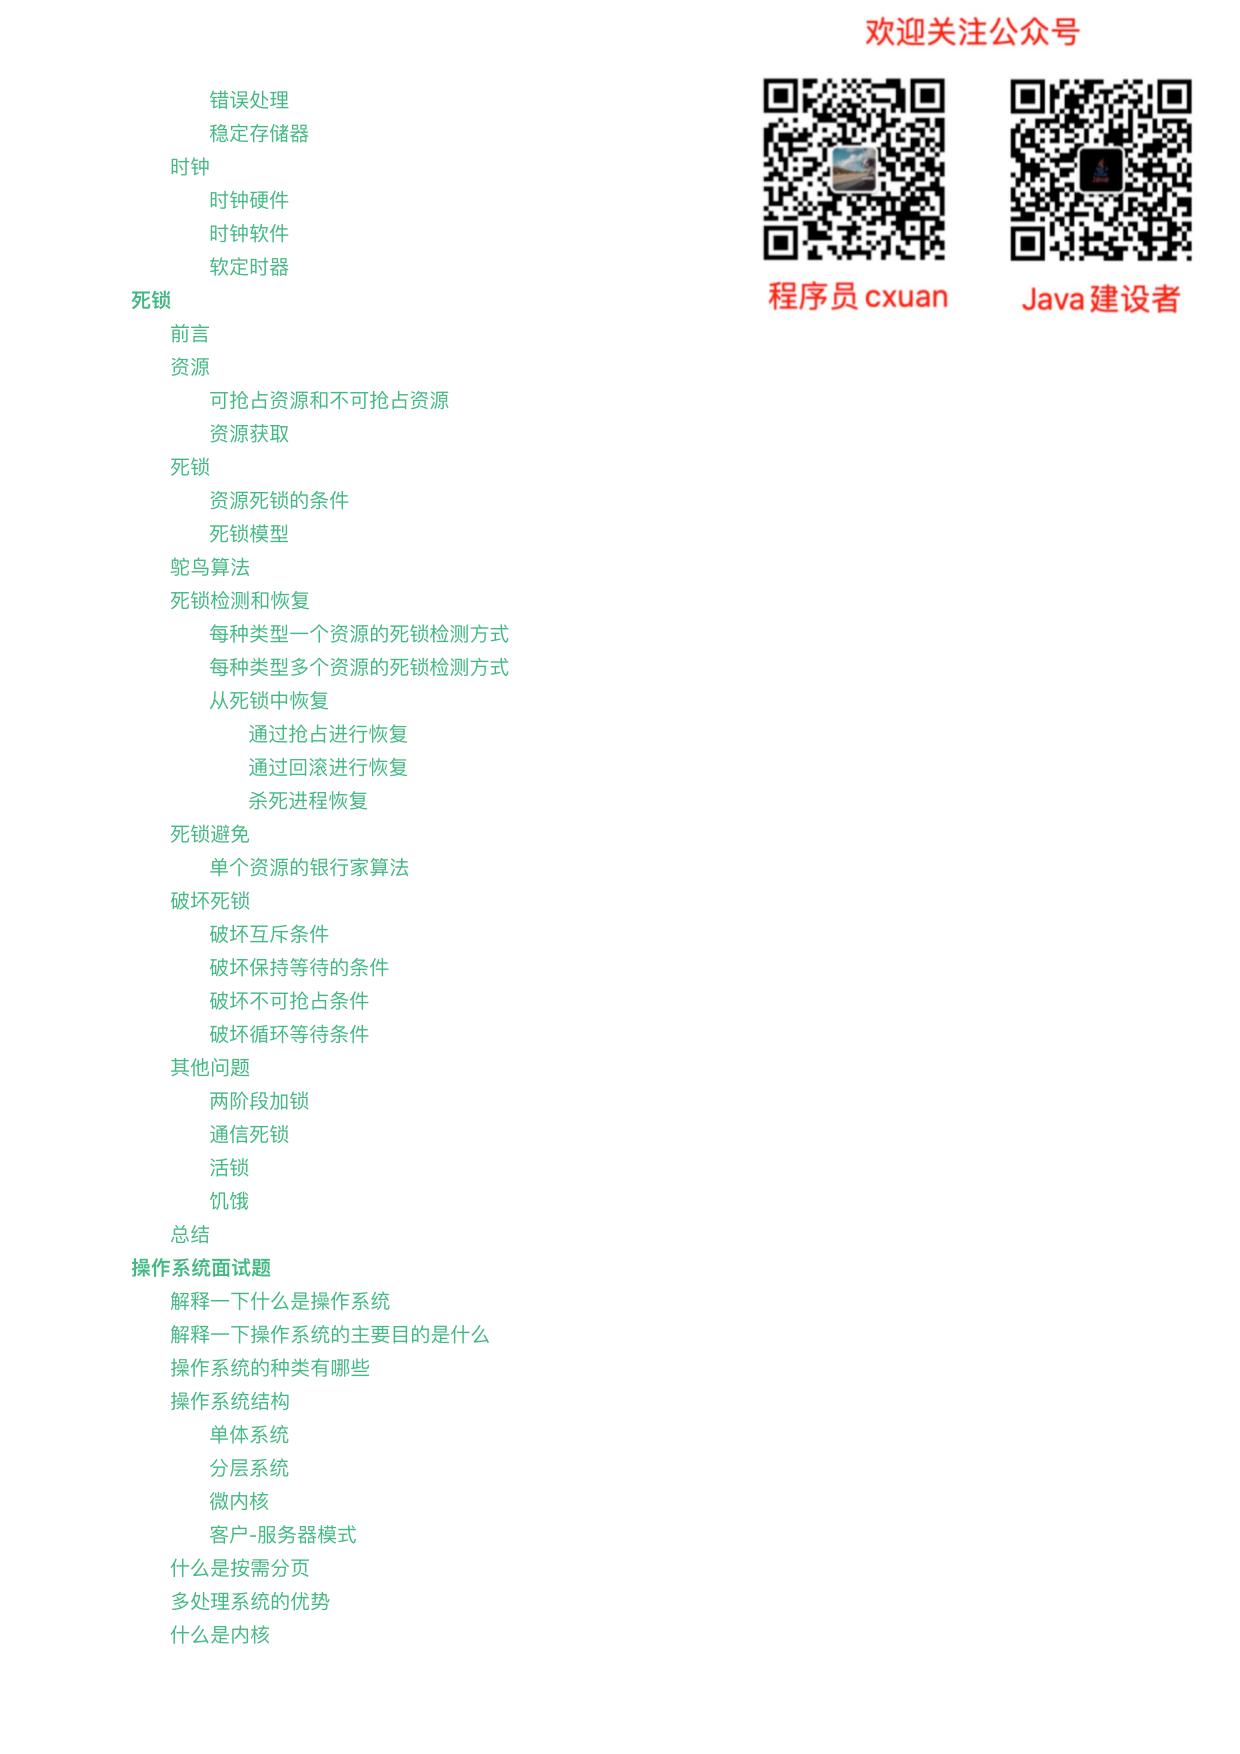 欢迎关注公众号
程序员 cxuan
Java 建设者
错误处理
稳定存储器
时钟
时钟硬件
时钟软件
软定时器
死锁
前言
资源
可抢占资源和不可抢占资源
资源获取
死锁
资源死锁的条件
死锁模型
鸵鸟算法
死锁检测和恢复
每种类型一个资源的死锁检测方式
每种类型多个资源的死锁检测方式
从死锁中恢复
通过抢占进行恢复
通过回滚进行恢复
杀死进程恢复
死锁避免
单个资源的银行家算法
破坏死锁
破坏互斥条件
破坏保持等待的条件
破坏不可抢占条件
破坏循环等待条件
其他问题
两阶段加锁
通信死锁
活锁
饥饿
总结
操作系统面试题
解释一下什么是操作系统
解释一下操作系统的主要目的是什么
操作系统的种类有哪些
操作系统结构
单体系统
分层系统
微内核
客户-服务器模式
什么是按需分页
多处理系统的优势
什么是内核